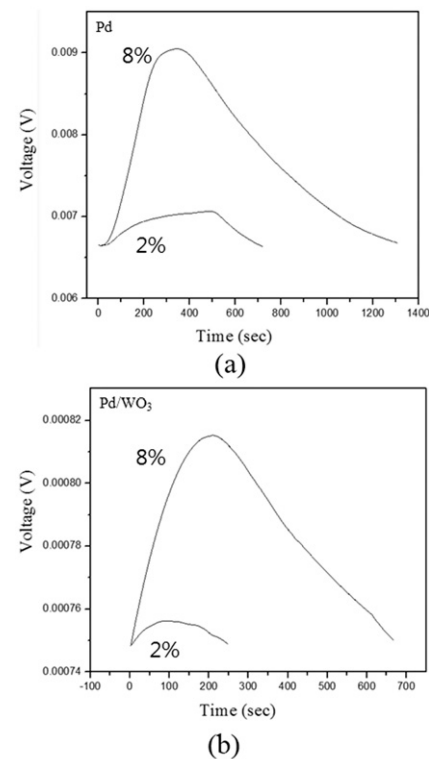 Pd
8%
2%
0.009
0.008
0.007
0.006
Voltage (V)
0 200 400 600 800 1000 1200 1400
Time (sec)
(a)
Pd/WO₃
8%
2%
0.00082
0.00080
0.00078
0.00076
0.00074
Voltage (V)
-100 0 100 200 300 400 500 600 700
Time (sec)
(b)